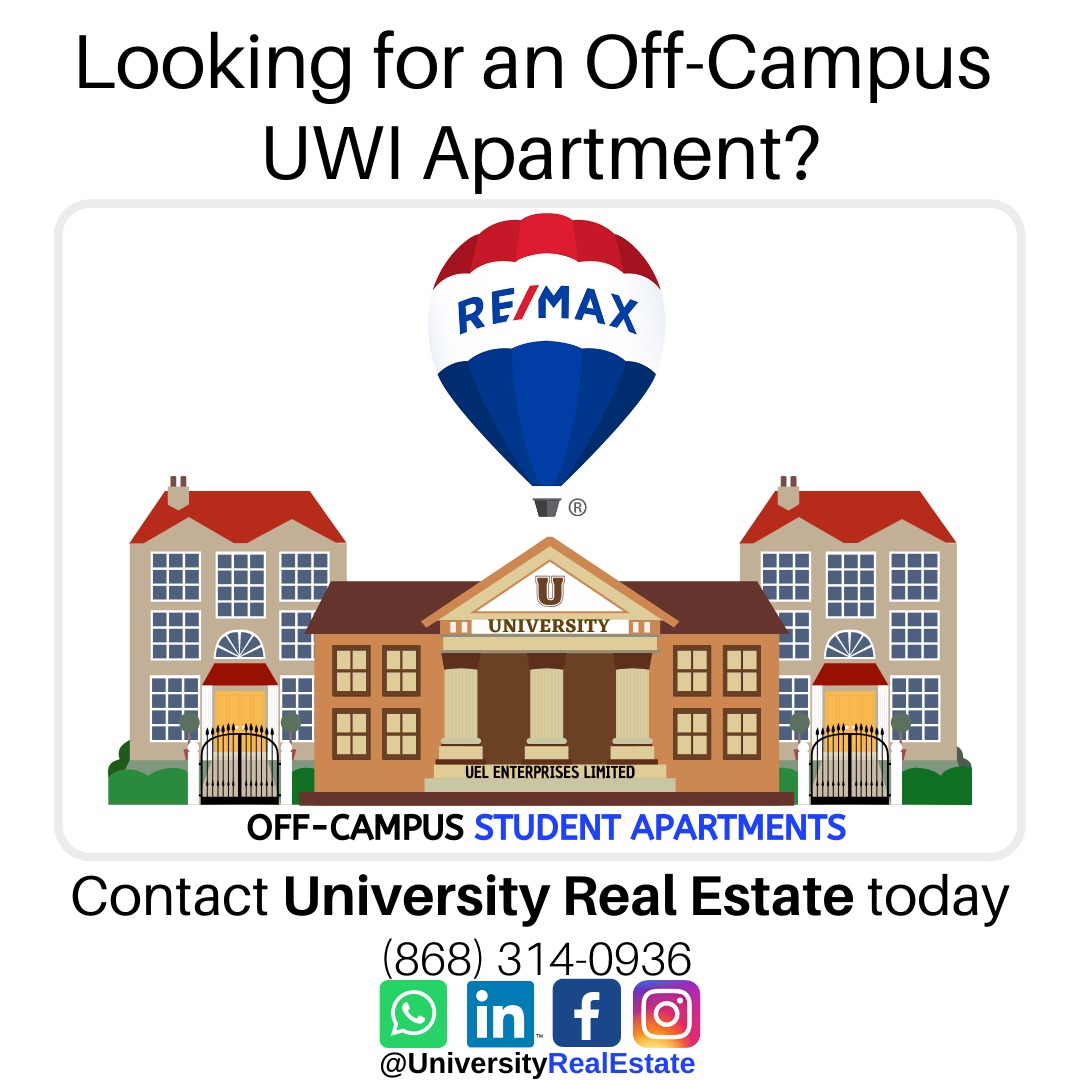 Looking for an Off-Campus
UWI Apartment?
RE/MAX
®
U
UNIVERSITY
UEL ENTERPRISES LIMITED
OFF-CAMPUS STUDENT APARTMENTS
Contact University Real Estate today
(868) 314-0936
in ™ f
@UniversityRealEstate